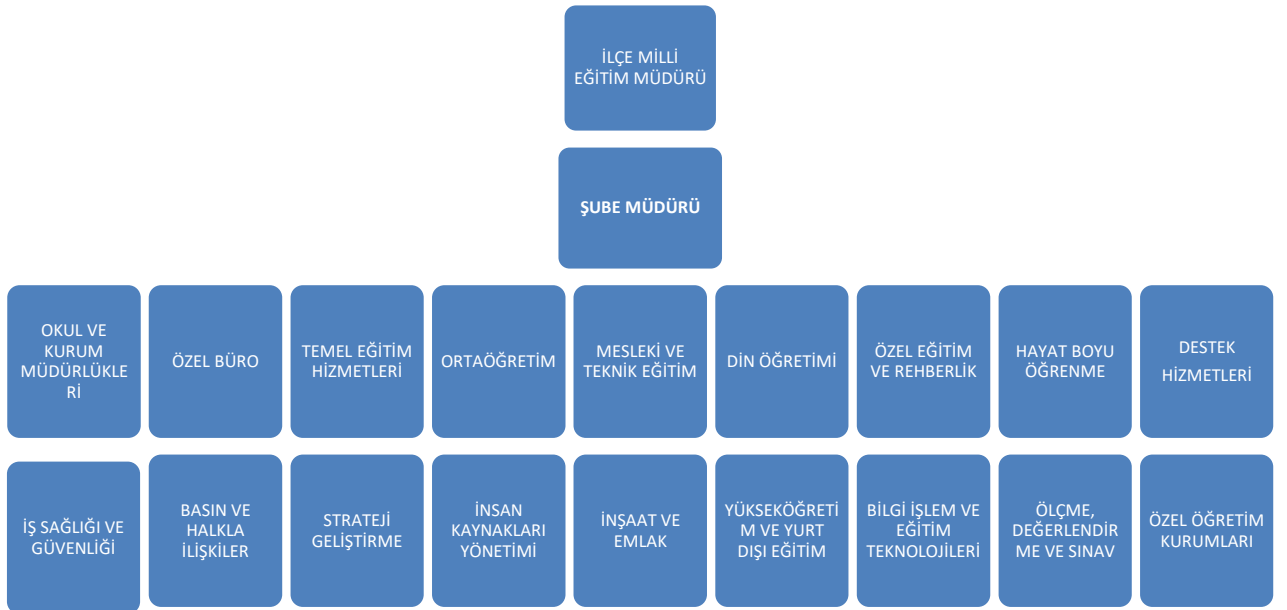 İLÇE MİLLİ
EĞİTİM MÜDÜRÜ
ŞUBE MÜDÜRÜ
OKUL VE
KURUM
MÜDÜRLÜKLE
Rİ
ÖZEL BÜRO
TEMEL EĞİTİM
HİZMETLERİ
ORTAÖĞRETİM
MESLEKİ VE
TEKNİK EĞİTİM
DİN ÖĞRETİMİ
ÖZEL EĞİTİM
VE REHBERLİK
HAYAT BOYU
ÖĞRENME
DESTEK
HİZMETLERİ
İŞ SAĞLIĞI VE
GÜVENLİĞİ
BASIN VE
HALKLA
İLİŞKİLER
STRATEJİ
GELİŞTİRME
İNSAN
KAYNAKLARI
YÖNETİMİ
İNŞAAT VE
EMLAK
YÜKSEKÖĞRETİ
M VE YURT
DIŞI EĞİTİM
BİLGİ İŞLEM VE
EĞİTİM
TEKNOLOJİLERİ
ÖLÇME,
DEĞERLENDİR
ME VE SINAV
ÖZEL ÖĞRETİM
KURUMLARI